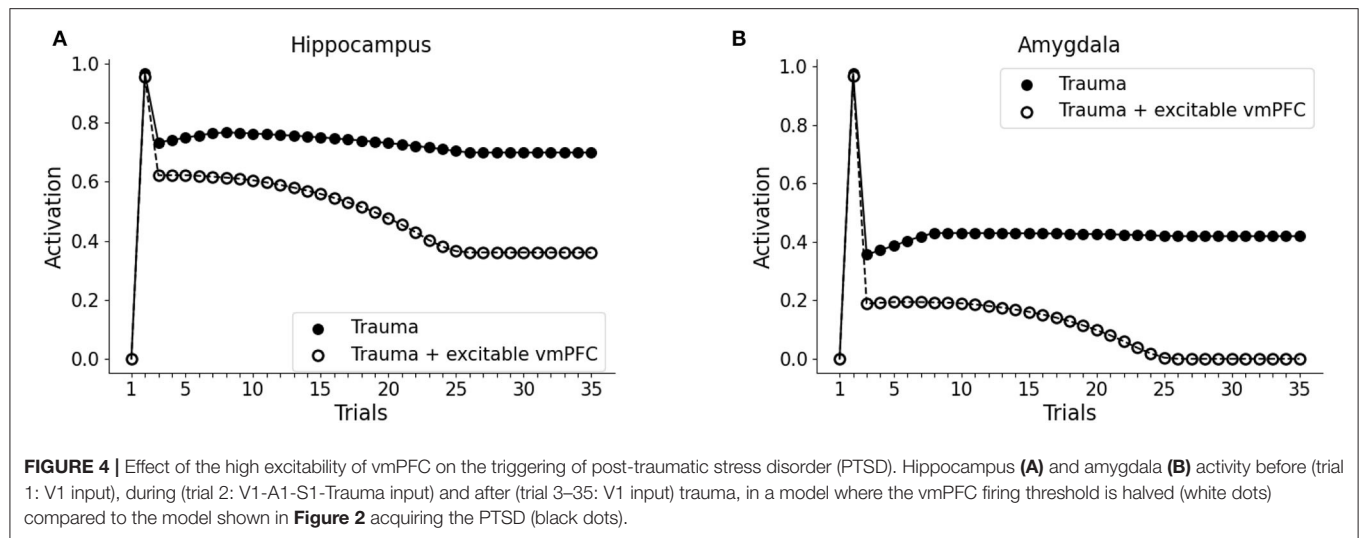 A
Hippocampus
1.0
0.8
0.6
0.4
0.2
0.0
Activation
Trauma
Trauma + excitable vmPFC
1 5 10 15 20 25 30 35
Trials
B
Amygdala
1.0
0.8
0.6
0.4
0.2
0.0
Activation
Trauma
Trauma + excitable vmPFC
1 5 10 15 20 25 30 35
Trials
FIGURE 4 | Effect of the high excitability of vmPFC on the triggering of post-traumatic stress disorder (PTSD). Hippocampus (A) and amygdala (B) activity before (trial
1: V1 input), during (trial 2: V1-A1-S1-Trauma input) and after (trial 3–35: V1 input) trauma, in a model where the vmPFC firing threshold is halved (white dots)
compared to the model shown in Figure 2 acquiring the PTSD (black dots).